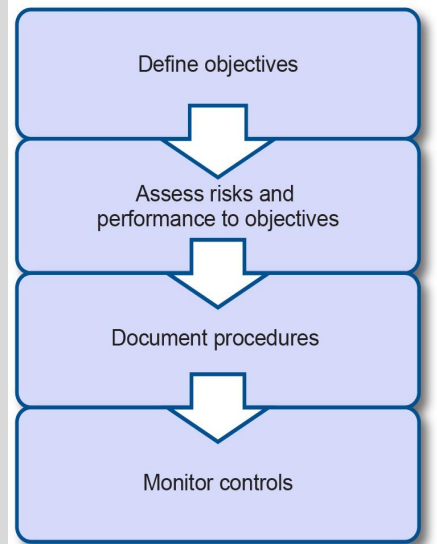 Define objectives
Assess risks and
performance to objectives
Document procedures
Monitor controls